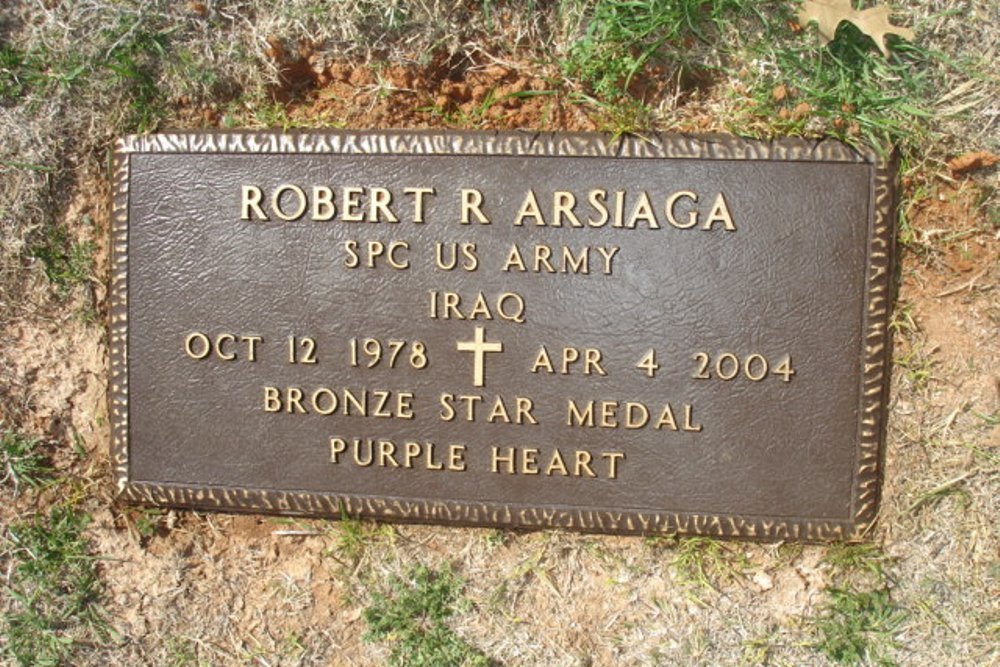 ROBERT R ARSIAGA
SPC US ARMY
IRAQ
OCT 12 1978 APR 4 2004
BRONZE STAR MEDAL
PURPLE HEART